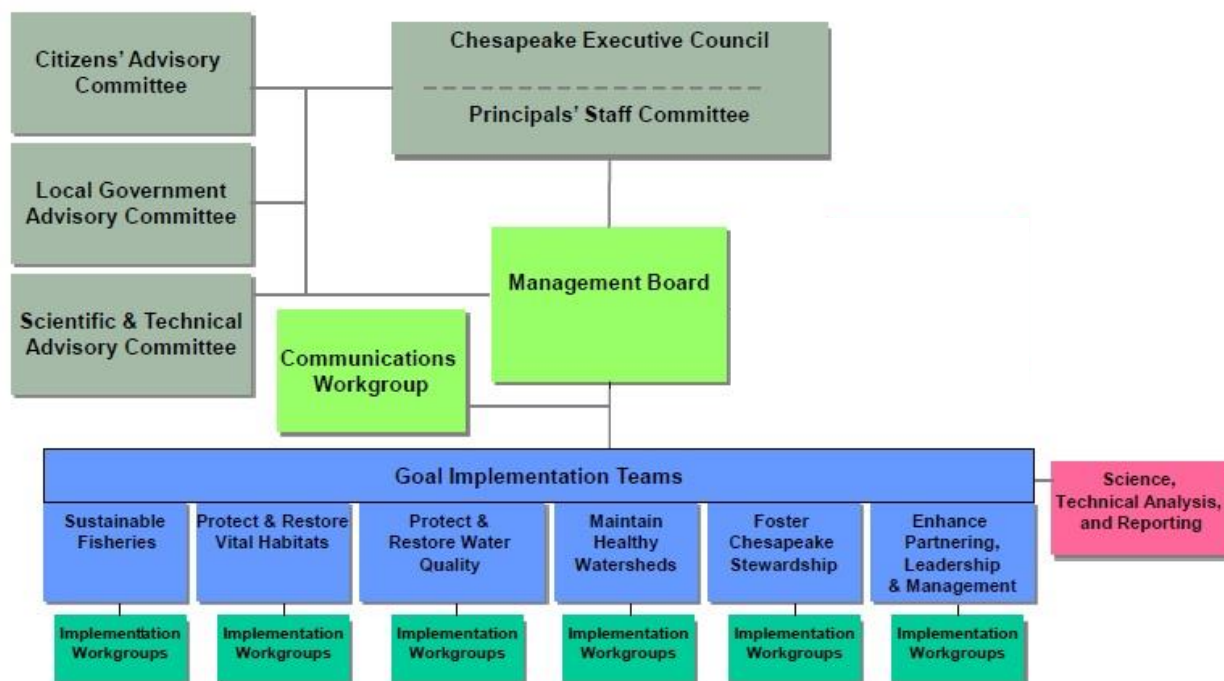 Citizens' Advisory
Committee
Chesapeake Executive Council
Principals' Staff Committee
Local Government
Advisory Committee
Scientific & Technical
Advisory Committee
Management Board
Communications
Workgroup
Goal Implementation Teams
Science,
Technical Analysis,
and Reporting
Sustainable
Fisheries
Protect & Restore
Vital Habitats
Protect &
Restore Water
Quality
Maintain
Healthy
Watersheds
Foster
Chesapeake
Stewardship
Enhance
Partnering,
Leadership
& Management
Implementtation
Workgroups
Implementation
Workgroups
Implementation
Workgroups
Implementation
Workgroups
Implementation
Workgroups
Implementation
Workgroups